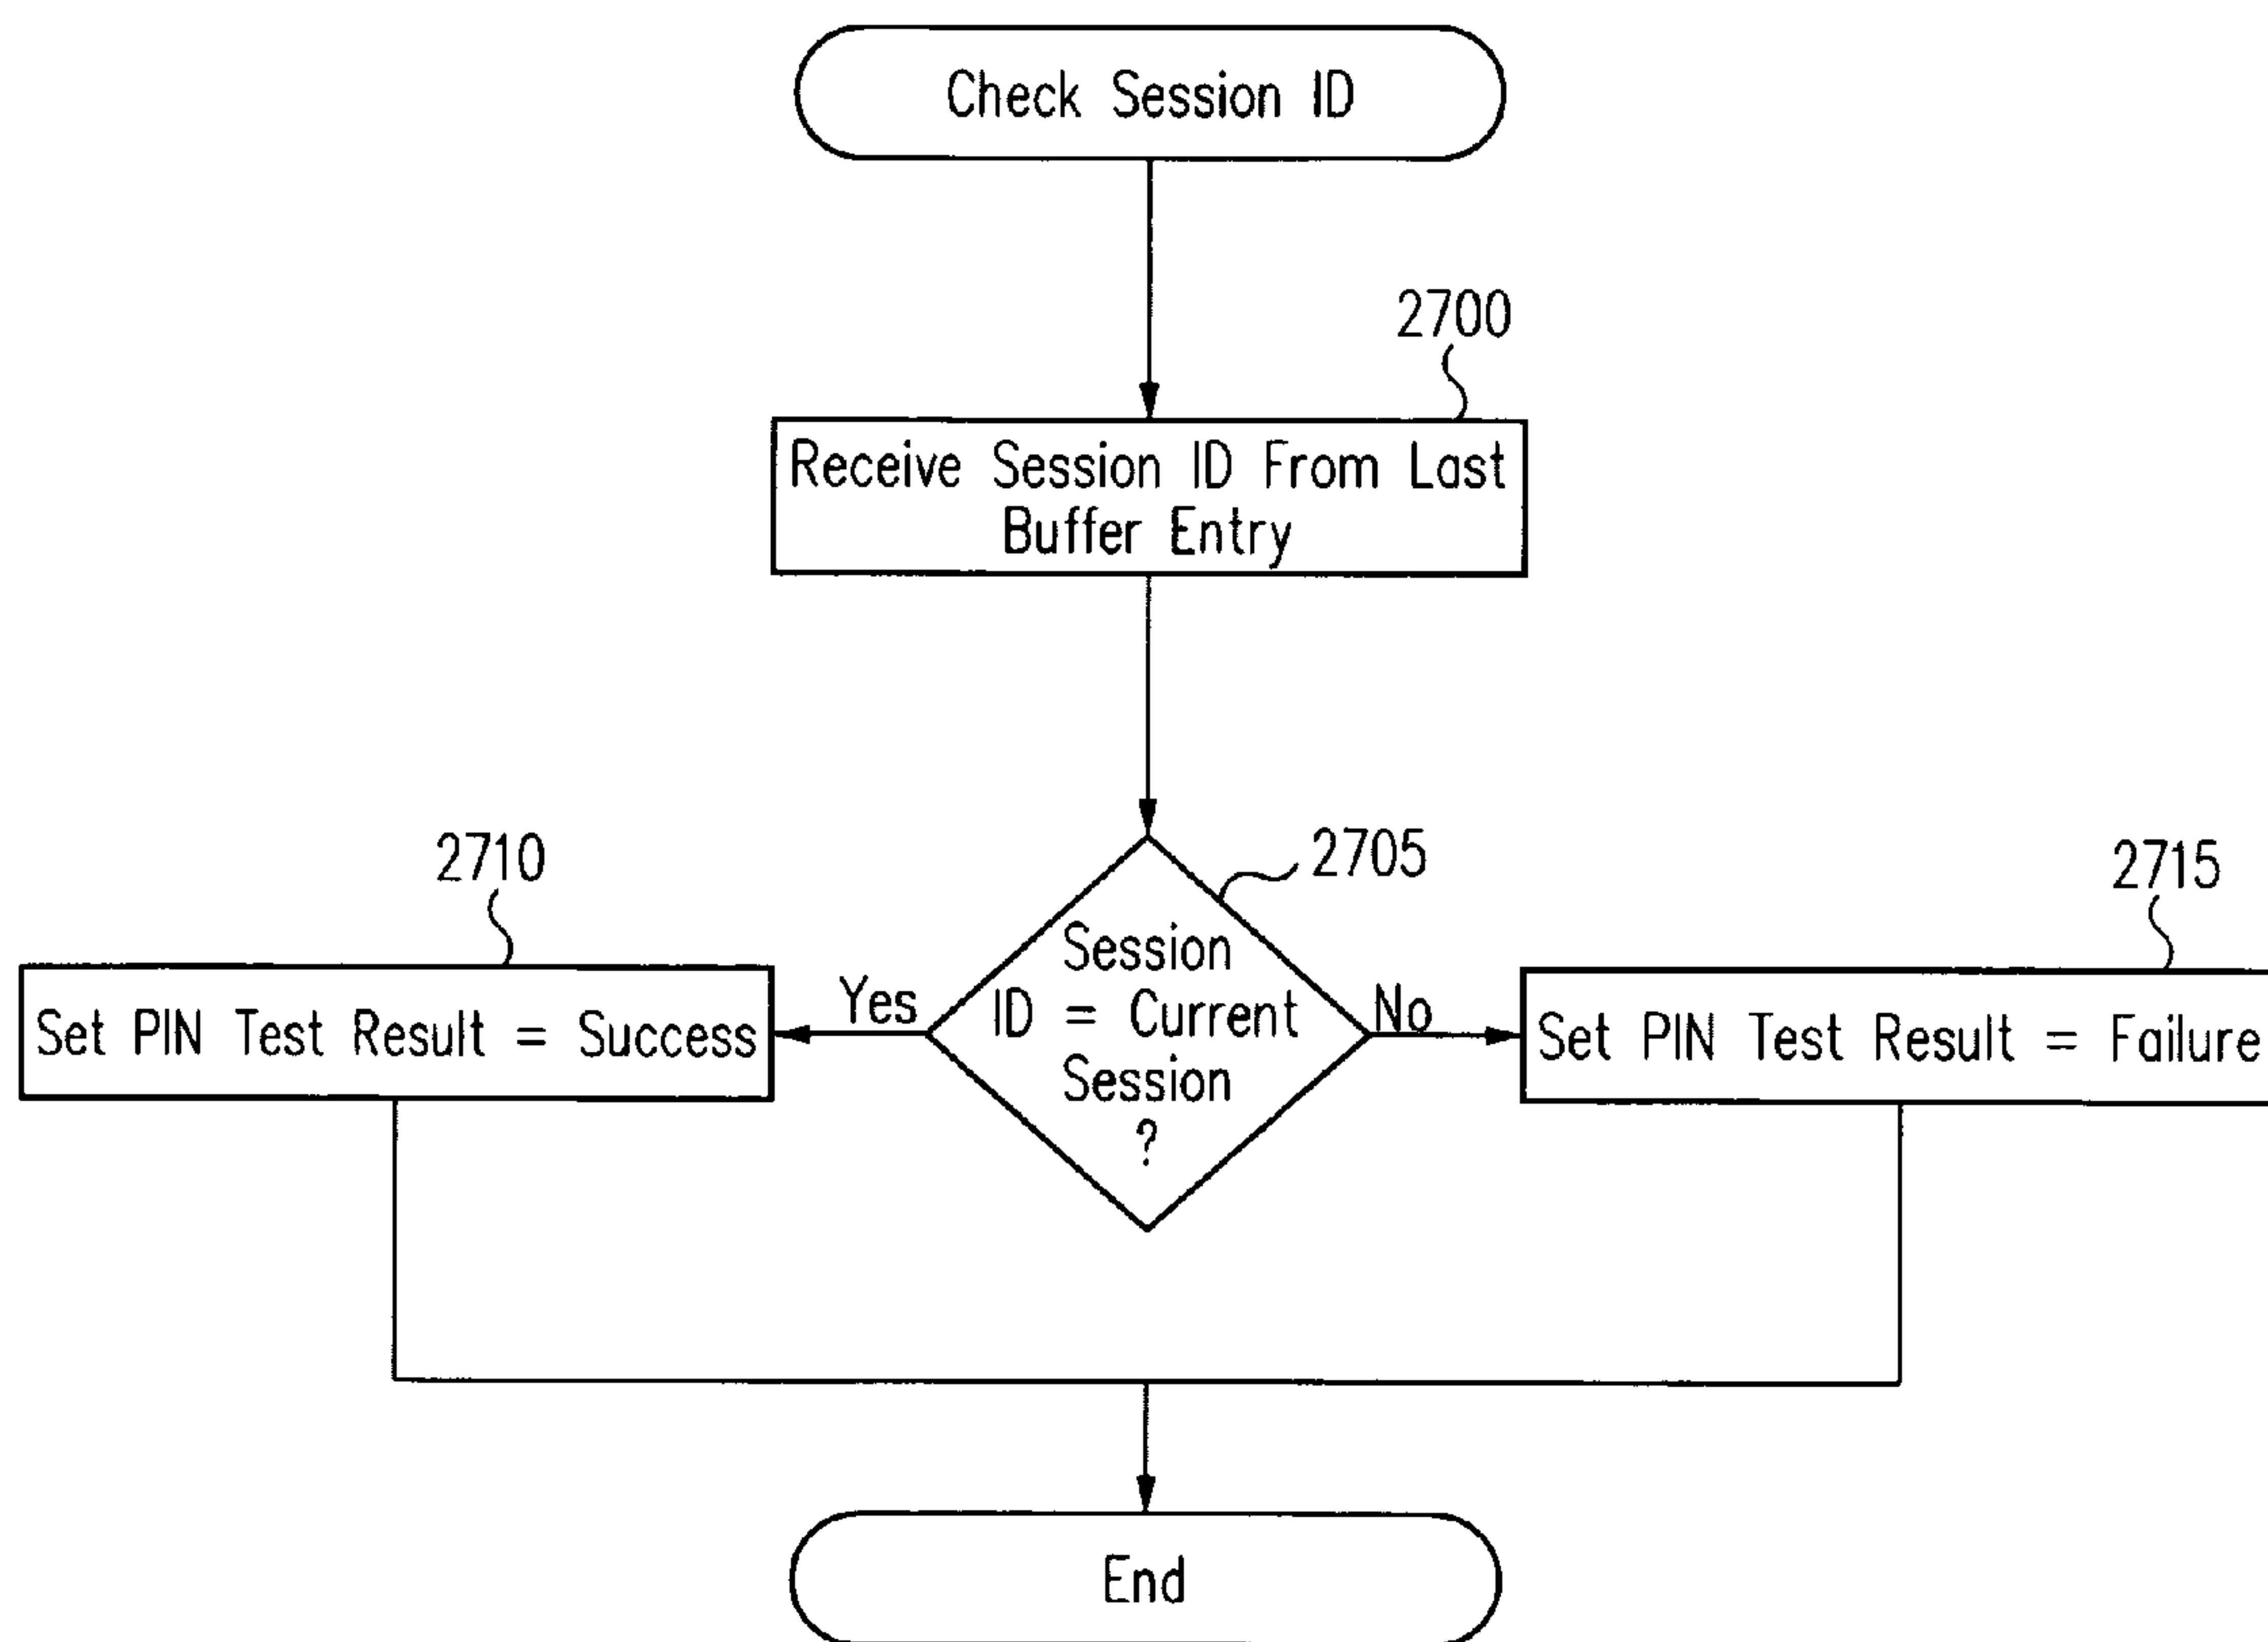 Check Session ID
2700
Receive Session ID From Last
Buffer Entry
2705
Session
ID = Current
Session
?
2710
Yes
Set PIN Test Result = Success
No
2715
Set PIN Test Result = Failure
End